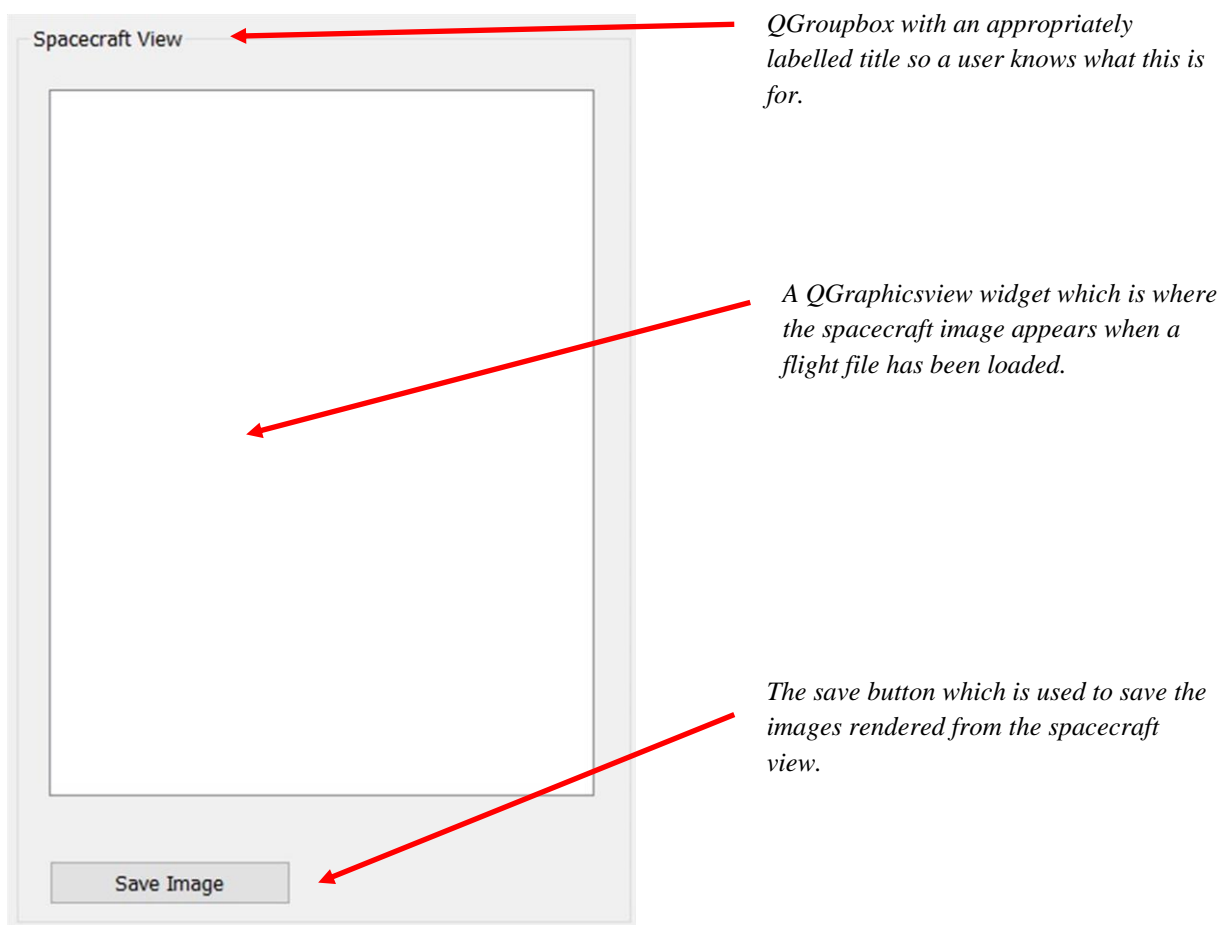 Spacecraft View
QGroupbox with an appropriately
labelled title so a user knows what this is
for.
A QGraphicsview widget which is where
the spacecraft image appears when a
flight file has been loaded.
The save button which is used to save the
images rendered from the spacecraft
view.
Save Image